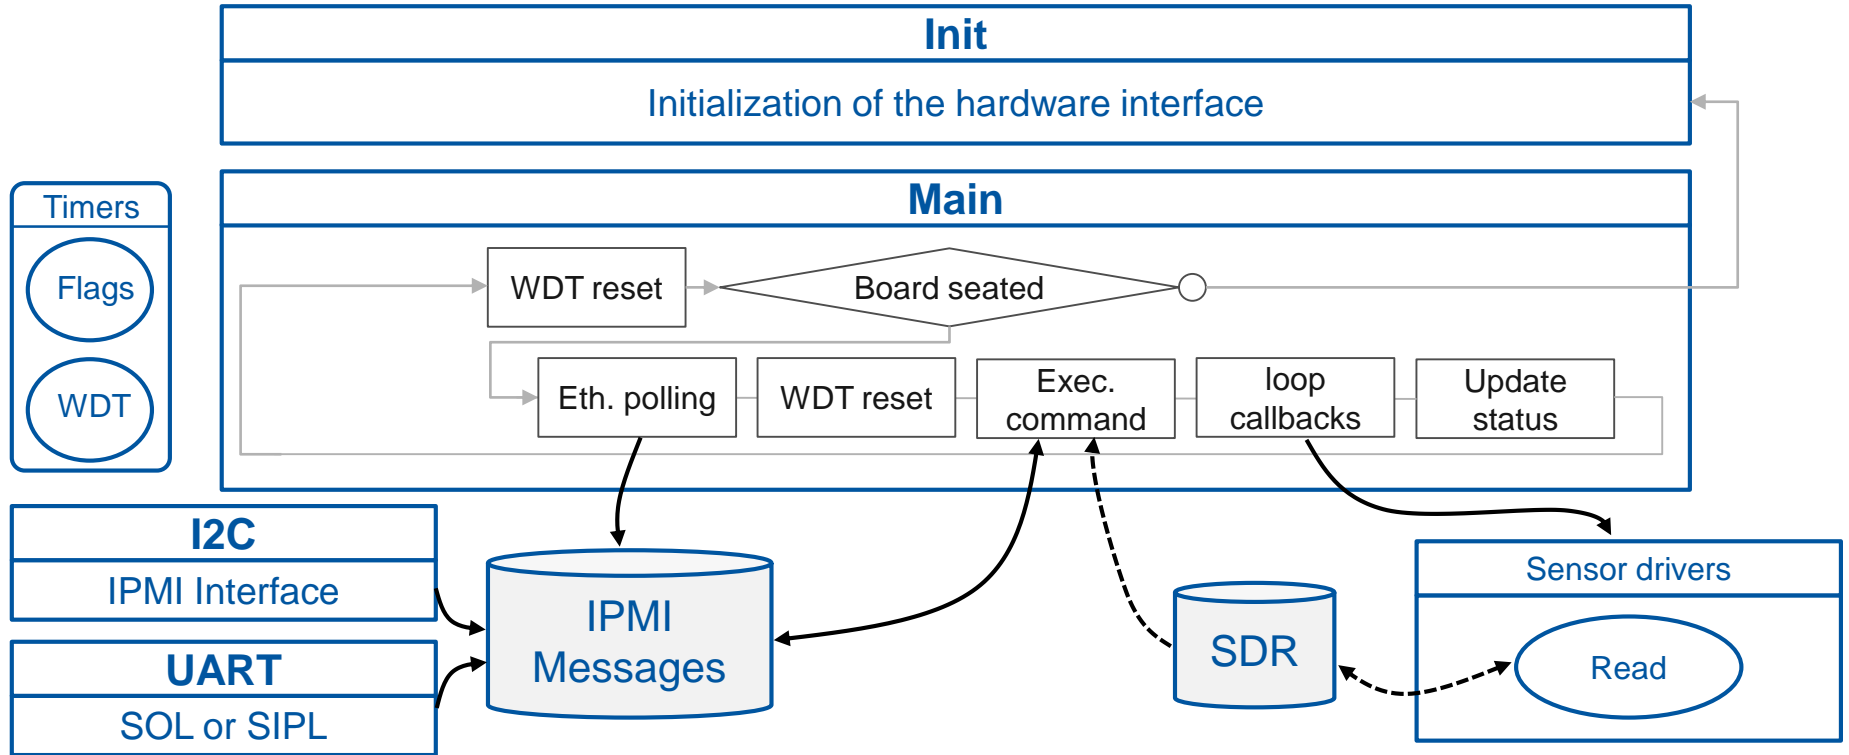 Init
Initialization of the hardware interface
Timers
Flags
WDT
Main
WDT reset
Board seated
Eth. polling
WDT reset
Exec.
command
loop
callbacks
Update
status
I2C
IPMI Interface
UART
SOL or SIPL
IPMI
Messages
SDR
Sensor drivers
Read